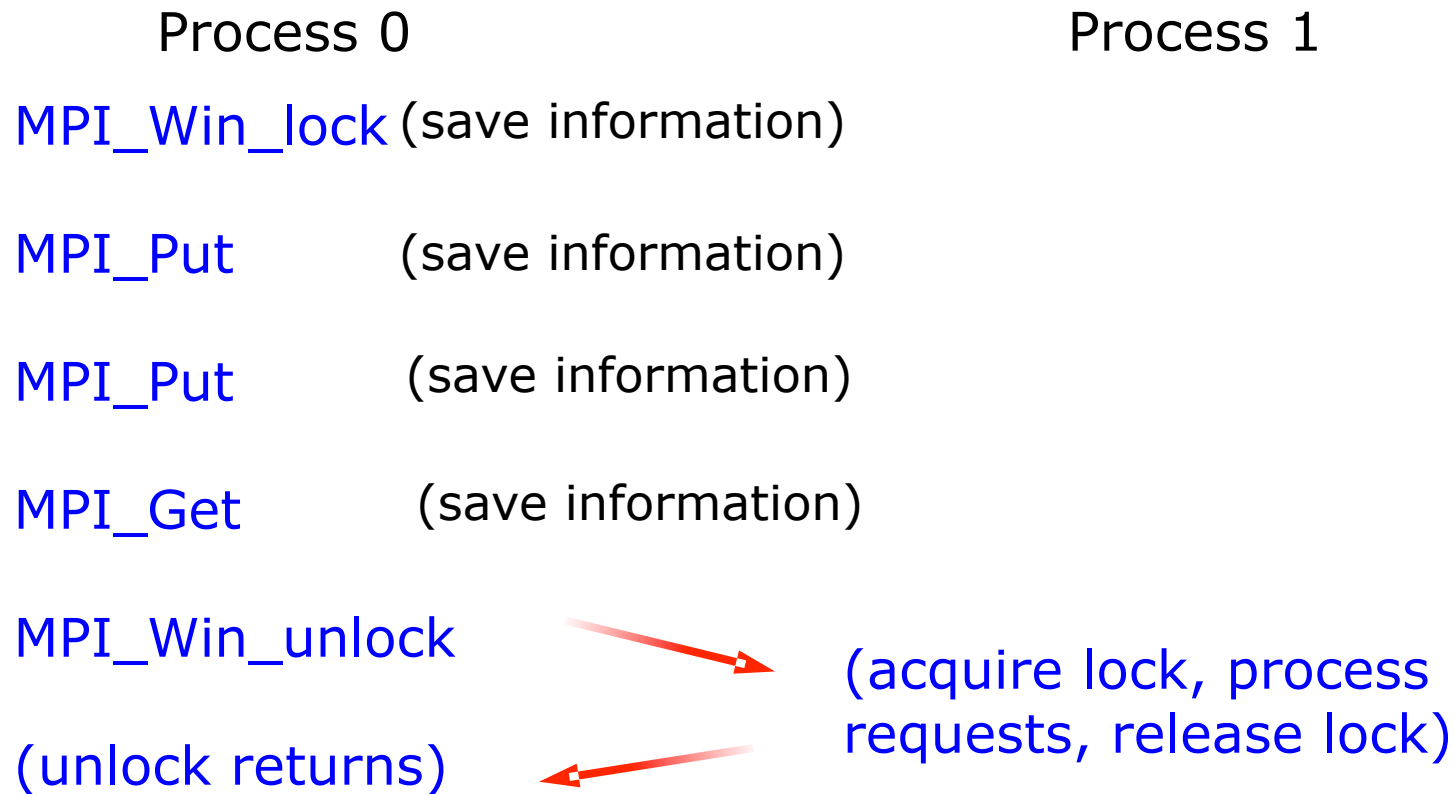 Process 0 Process 1
MPI_Win_lock (save information)
MPI_Put (save information)
MPI_Put (save information)
MPI_Get (save information)
MPI_Win_unlock
(acquire lock, process
requests, release lock)
(unlock returns)